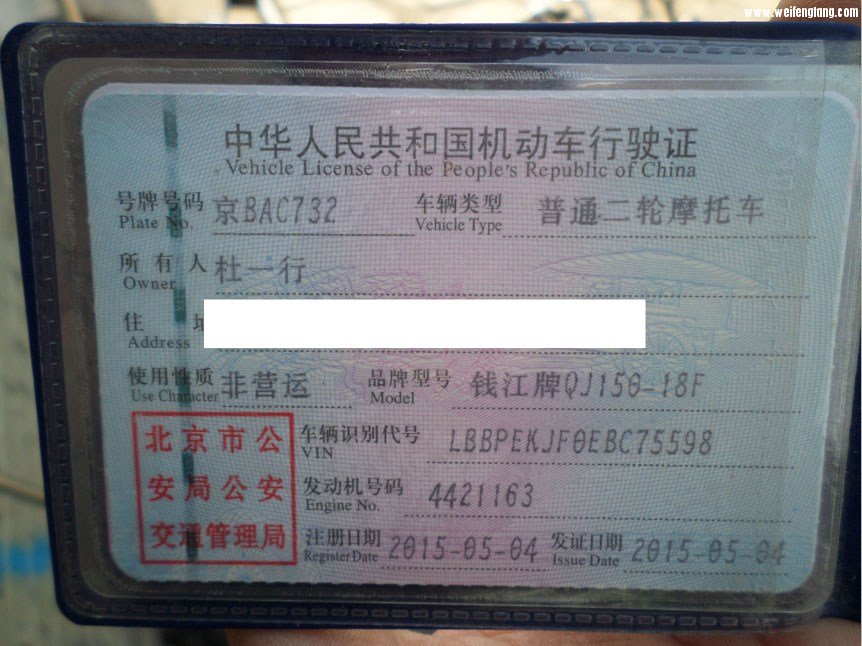 www.weifengtang.com
中华人民共和国机动车行驶证
Vehicle License of the People's Republic of China
号牌号码 京BAC732 车辆类型 普通二轮摩托车
Plate No. Vehicle Type
所有人 杜一行
Owner
住址
Address
使用性质 非营运 品牌型号 钱江牌QJ150-18F
Use Character Model
北京市公
安局公安
交通管理局
车辆识别代号 LBBPEKJF0EBC75598
VIN
发动机号码 4421163
Engine No.
注册日期 2015-05-04 发证日期 2015-05-04
Register Date Issue Date